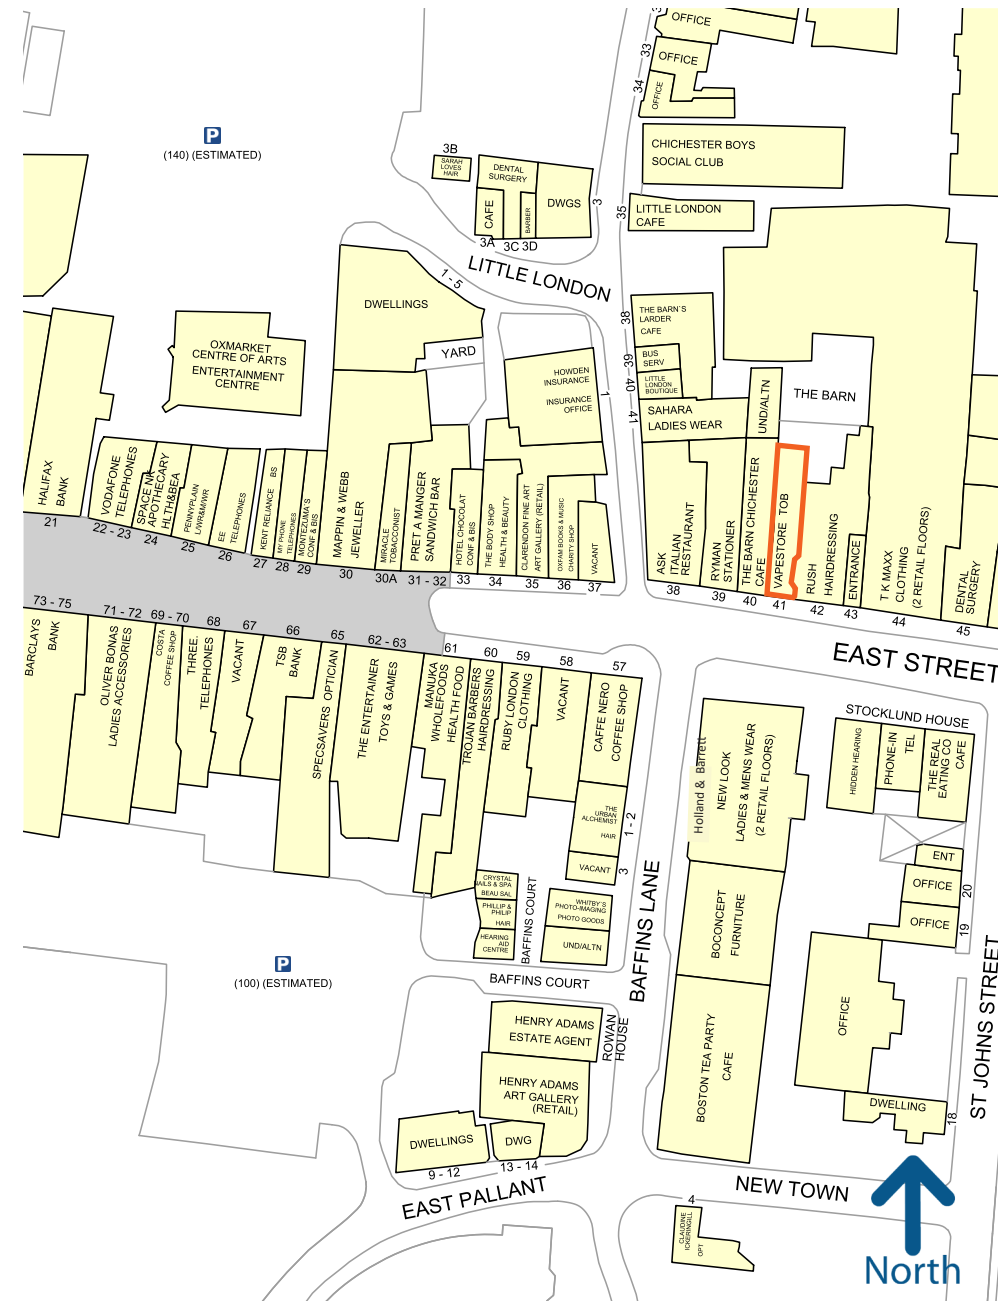 OFFICE
33
OFFICE
34
OFFICE
P
(140) (ESTIMATED)
CHICHESTER BOYS
SOCIAL CLUB
3B
SARAH
LOVES
HAIR
DENTAL
SURGERY
CAFE
BARBER
DWGS
3
3A
3C
3D
35
LITTLE LONDON
CAFE
LITTLE LONDON
1 - 5
DWELLINGS
YARD
OXMARKET
CENTRE OF ARTS
ENTERTAINMENT
CENTRE
HOWDEN
INSURANCE
INSURANCE
OFFICE
1
38
THE BARN`S
LARDER
CAFE
39
BUS
SERV
40
LITTLE
LONDON
BOUTIQUE
41
SAHARA
LADIES WEAR
UND/ALTN
THE BARN
HALIFAX
BANK
21
VODAFONE
TELEPHONES
22 - 23
SPACE NK
APOTHECARY
HLTH&BEA
24
PENNYPLAIN
L/WR&M/WR
25
EE
TELEPHONES
26
KENT RELIANCE BS
27
MY PHONE
TELEPHONES
28
MONTEZUMA'S
CONF & BIS
29
MAPPIN & WEBB
JEWELLER
30
MIRACLE
TOBACCONIST
30A
PRET A MANGER
SANDWICH BAR
31 - 32
HOTEL CHOCOLAT
CONF & BIS
33
THE BODY SHOP
HEALTH & BEAUTY
34
CLARENDON FINE ART
ART GALLERY (RETAIL)
35
OXFAM BOOKS & MUSIC
CHARITY SHOP
36
VACANT
37
ASK
ITALIAN
RESTAURANT
38
RYMAN
STATIONER
39
THE BARN CHICHESTER
CAFE
40
VAPESTORE TOB
41
RUSH
HAIRDRESSING
42
ENTRANCE
43
T K MAXX
CLOTHING
(2 RETAIL FLOORS)
44
DENTAL
SURGERY
45
EAST STREET
73 - 75
BARCLAYS
BANK
71 - 72
OLIVER BONAS
LADIES ACCESSORIES
69 - 70
COSTA
COFFEE SHOP
68
THREE.
TELEPHONES
67
VACANT
66
TSB
BANK
65
SPECSAVERS OPTICIAN
62 - 63
THE ENTERTAINER
TOYS & GAMES
61
MANUKA
WHOLEFOODS
HEALTH FOOD
60
TROJAN BARBERS
HAIRDRESSING
59
RUBY LONDON
CLOTHING
58
VACANT
57
CAFFE NERO
COFFEE SHOP
THE
URBAN
ALCHEMIST
HAIR
1 - 2
VACANT
3
Holland & Barrett
NEW LOOK
LADIES & MENS WEAR
(2 RETAIL FLOORS)
STOCKLUND HOUSE
HIDDEN HEARING
PHONE-IN
TEL
THE REAL
EATING CO
CAFE
ENT
OFFICE
20
OFFICE
19
CRYSTAL
NAILS & SPA
BEAU SAL
PHILLIP &
PHILIP
HAIR
HEARING
AID
CENTRE
BAFFINS COURT
WHITBY`S
PHOTO-IMAGING
PHOTO GOODS
UND/ALTN
BAFFINS LANE
BOCONCEPT
FURNITURE
P
(100) (ESTIMATED)
BAFFINS COURT
HENRY ADAMS
ESTATE AGENT
ROWAN
HOUSE
HENRY ADAMS
ART GALLERY
(RETAIL)
BOSTON TEA PARTY
CAFE
OFFICE
ST JOHNS STREET
DWELLING
18
DWELLINGS
9 - 12
DWG
13 - 14
EAST PALLANT
NEW TOWN
4
CLAUDINE
ICKERINGILL
OPT
North